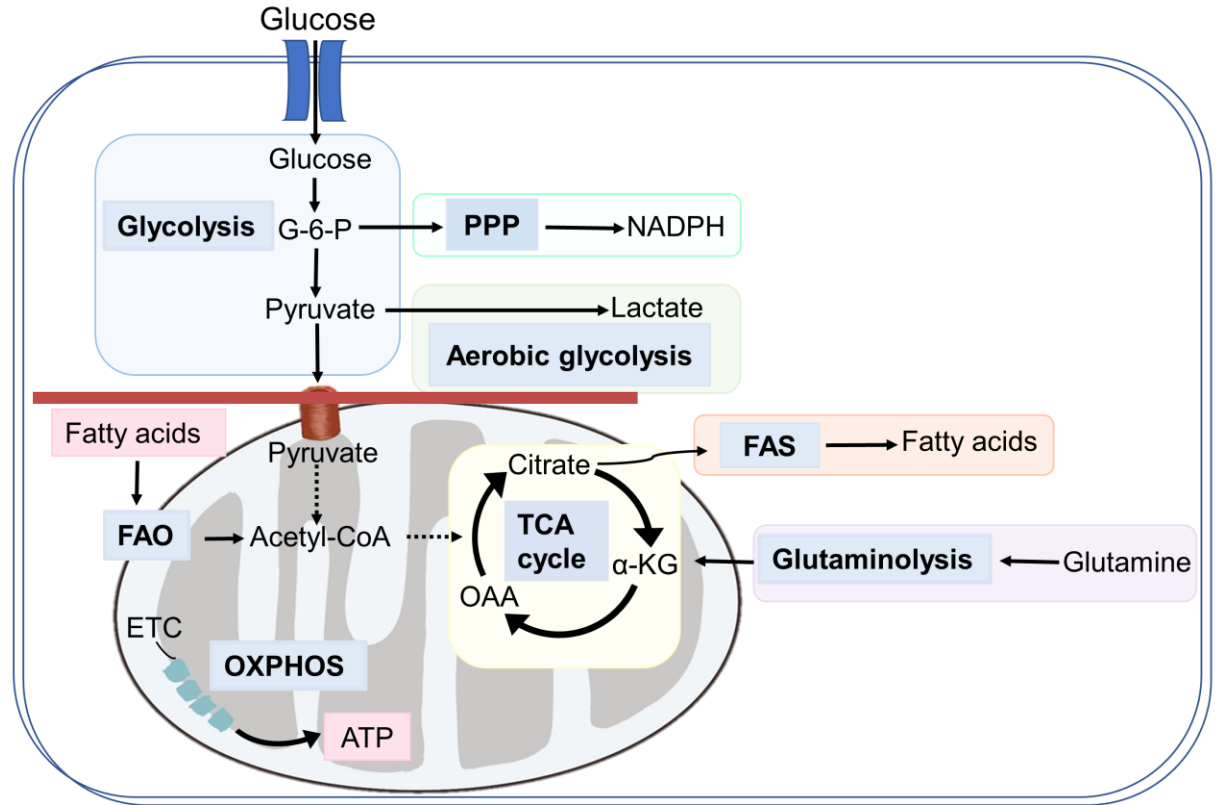 Glucose
Glucose
Glycolysis
G-6-P
PPP
NADPH
Pyruvate
Lactate
Aerobic glycolysis
Fatty acids
Pyruvate
Citrate
FAS
Fatty acids
FAO
Acetyl-CoA
TCA
cycle
α-KG
Glutaminolysis
Glutamine
OAA
ETC
OXPHOS
ATP